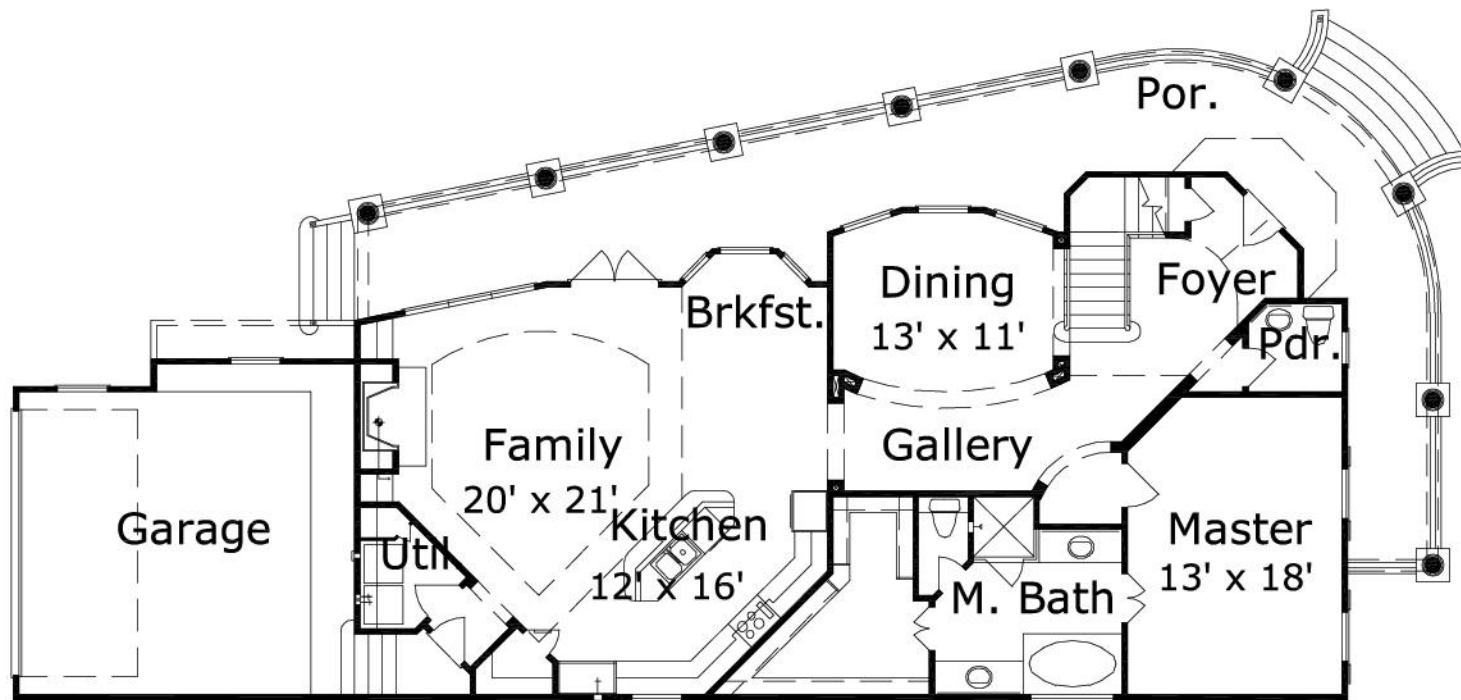 Por.
Dining
13' x 11'
Foyer
Brkfst.
Pdr.
Family
20' x 21'
Gallery
Garage
Util
Kitchen
12' x 16'
Master
13' x 18'
M. Bath